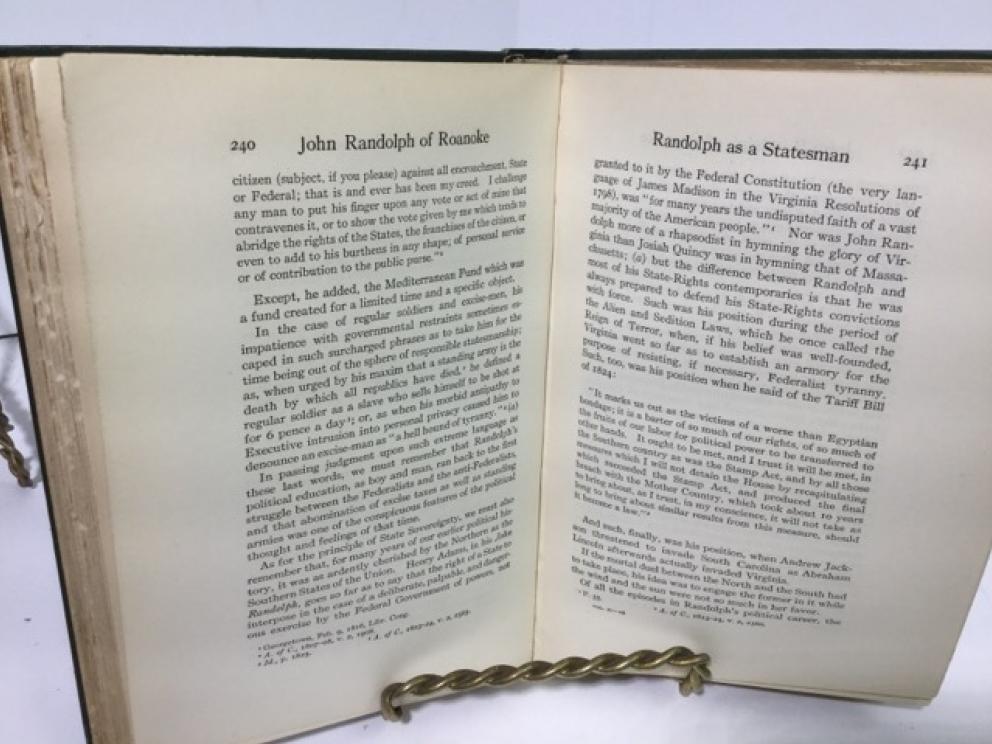 240 John Randolph of Roanoke
citizen (subject, if you please) against all encroachment, State
or Federal; that is and ever has been my creed. I challenge
any man to put his finger upon any vote or act of mine that
contravenes it, or to show the vote given by me which tends to
abridge the rights of the States, the franchises of the citizen, or
even to add to his burthens in any shape; of personal service
or of contribution to the public purse."¹
Except, he added, the Mediterranean Fund which was
a fund created for a limited time and a specific object.
In the case of regular soldiers and excise-men, his
impatience with governmental restraints sometimes es-
caped in such surcharged phrases as to take him for the
time being out of the sphere of responsible statesmanship;
as, when urged by his maxim that a standing army is the
death by which all republics have died,² he defined a
regular soldier as a slave who sells himself to be shot at
for 6 pence a day³; or, as when his morbid antipathy to
Executive intrusion into personal privacy caused him to
denounce an excise-man as "a hell hound of tyranny."⁴ (a)
In passing judgment upon such extreme language as
these last words, we must remember that Randolph's
political education, as boy and man, ran back to the first
struggle between the Federalists and the anti-Federalists,
and that abomination of excise taxes as well as standing
armies was one of the conspicuous features of the political
thought and feelings of that time.
As for the principle of State Sovereignty, we must also
remember that, for many years of our earlier political his-
tory, it was as ardently cherished by the Northern as the
Southern States of the Union. Henry Adams, in his John
Randolph, goes so far as to say that the right of a State to
interpose in the case of a deliberate, palpable, and danger-
ous exercise by the Federal Government of powers, not
¹ Georgetown, Feb. 9, 1816, Libr. Cong.
Randolph as a Statesman 241
granted to it by the Federal Constitution (the very lan-
guage of James Madison in the Virginia Resolutions of
1798), was "for many years the undisputed faith of a vast
majority of the American people."¹ Nor was John Ran-
dolph more of a rhapsodist in hymning the glory of Vir-
ginia than Josiah Quincy was in hymning that of Massa-
chusetts; (a) but the difference between Randolph and
most of his State-Rights contemporaries is that he was
always prepared to defend his State-Rights convictions
with force. Such was his position during the period of
the Alien and Sedition Laws, which he once called the
Reign of Terror, when, if his belief was well-founded,
Virginia went so far as to establish an armory for the
purpose of resisting, if necessary, Federalist tyranny.
Such, too, was his position when he said of the Tariff Bill
of 1824:
"It marks us out as the victims of a worse than Egyptian
bondage; it is a barter of so much of our rights, of so much of
the fruits of our labor for political power to be transferred to
other hands. It ought to be met, and I trust it will be met, in
the Southern country as was the Stamp Act, and by all those
measures which I will not detain the House by recapitulating
which succeeded the Stamp Act, and produced the final
breach with the Mother Country, which took about 10 years
to bring about, as I trust, in my conscience, it will not take as
long to bring about similar results from this measure, should
it become a law."²
And such, finally, was his position, when Andrew Jack-
son threatened to invade South Carolina as Abraham
Lincoln afterwards actually invaded Virginia.
If the mortal duel between the North and the South had
to take place, his idea was to engage the former in it while
the wind and the sun were not so much in her favor.
Of all the episodes in Randolph's political career, the